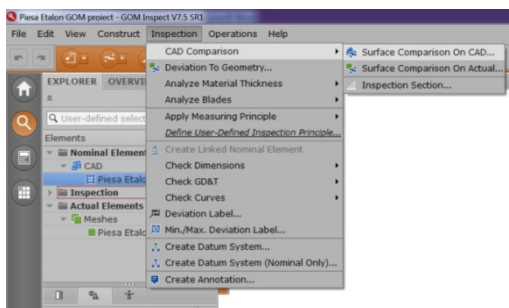 Piesa Etalon GOM proiect - GOM Inspect V7.5 SR1
File Edit View Construct Inspection Operations Help
CAD Comparison
Surface Comparison On CAD...
Deviation To Geometry...
Surface Comparison On Actual...
EXPLORER OVERVI
Analyze Material Thickness
Inspection Section...
Analyze Blades
User-defined select
Apply Measuring Principle
Define User-Defined Inspection Principle...
Elements
Nominal Element
Create Linked Nominal Element
CAD
Check Dimensions
Piesa Etalo
Check GD&T
Inspection
Check Curves
Actual Elements
Deviation Label...
Meshes
Min./Max. Deviation Label...
Piesa Etalo
Create Datum System...
Create Datum System (Nominal Only)...
Create Annotation...